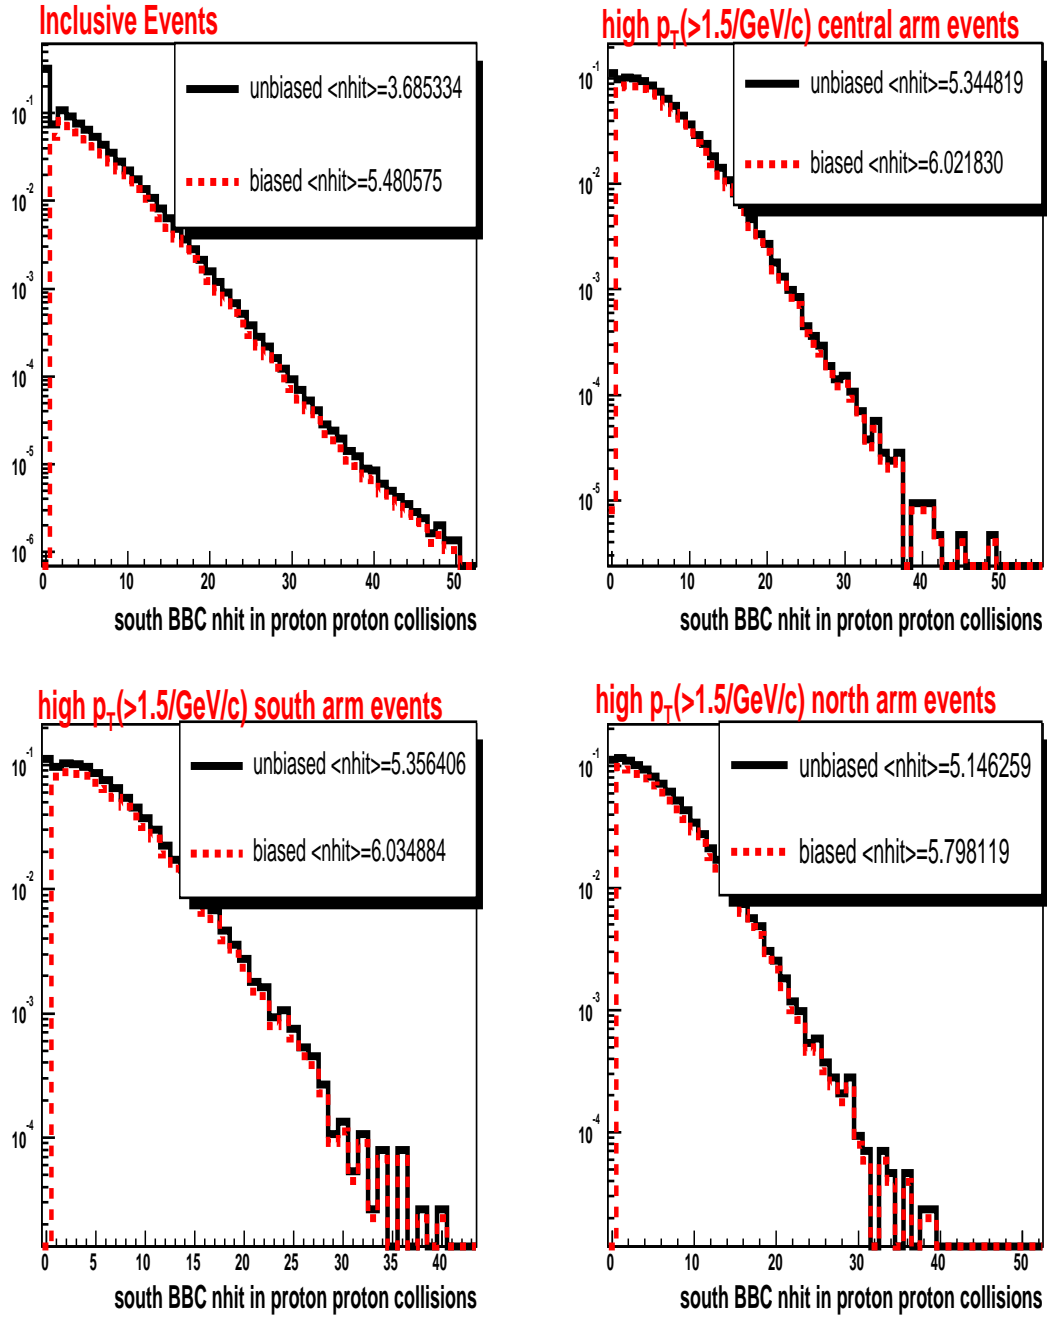 Inclusive Events
unbiased <nhit>=3.685334
biased <nhit>=5.480575
10^-1
10^-2
10^-3
10^-4
10^-5
10^-6
0 10 20 30 40 50
south BBC nhit in proton proton collisions
high p_T(>1.5/GeV/c) central arm events
unbiased <nhit>=5.344819
biased <nhit>=6.021830
10^-1
10^-2
10^-3
10^-4
10^-5
0 10 20 30 40 50
south BBC nhit in proton proton collisions
high p_T(>1.5/GeV/c) south arm events
unbiased <nhit>=5.356406
biased <nhit>=6.034884
10^-1
10^-2
10^-3
10^-4
0 5 10 15 20 25 30 35 40
south BBC nhit in proton proton collisions
high p_T(>1.5/GeV/c) north arm events
unbiased <nhit>=5.146259
biased <nhit>=5.798119
10^-1
10^-2
10^-3
10^-4
0 10 20 30 40 50
south BBC nhit in proton proton collisions